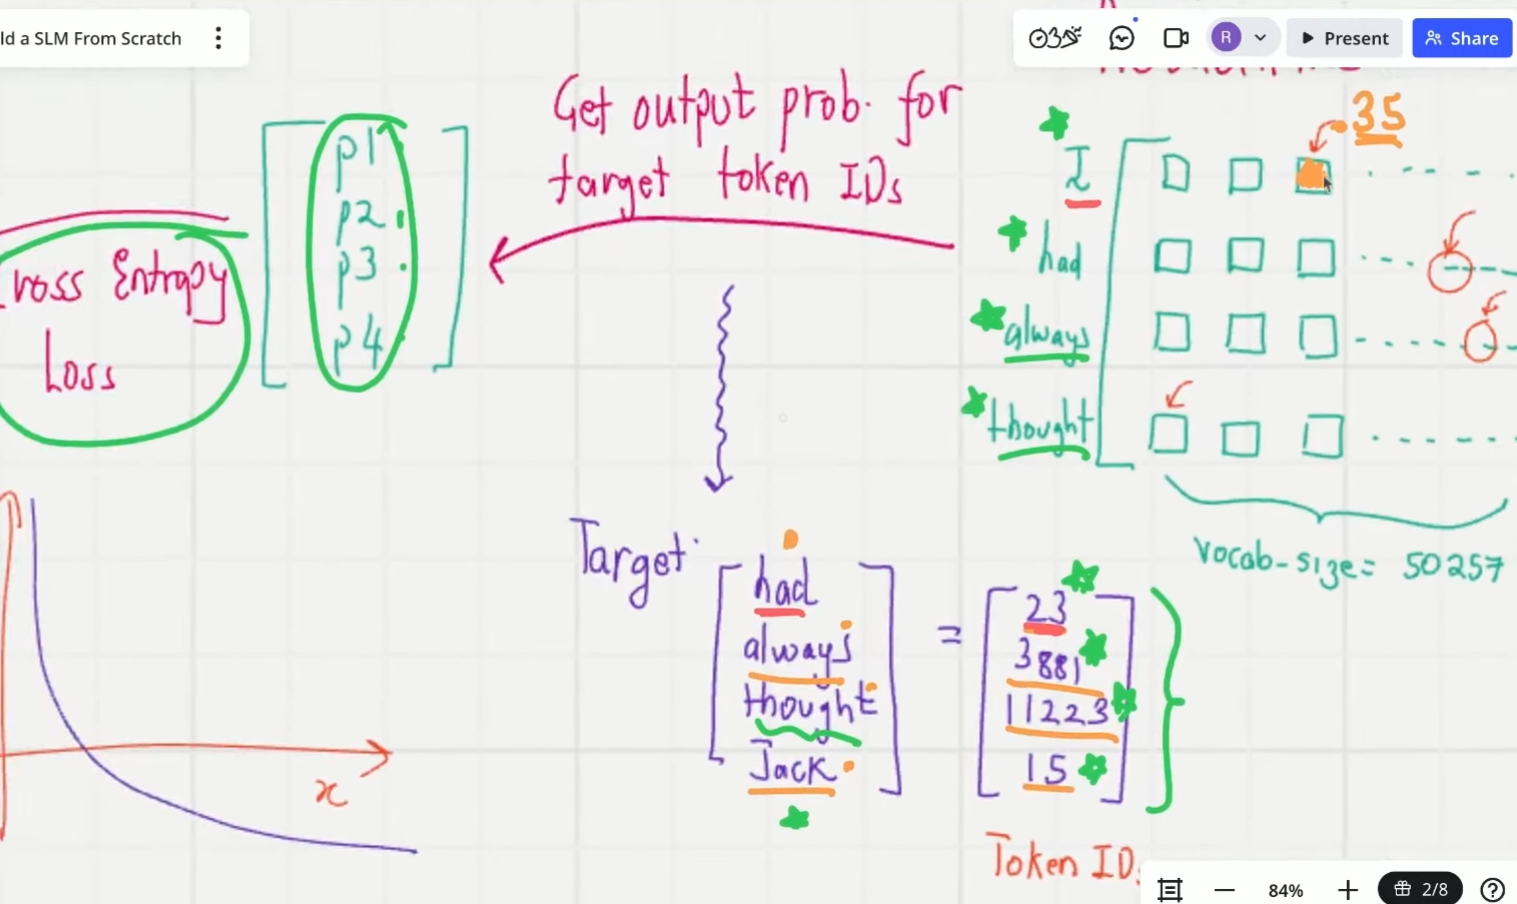 ld a SLM From Scratch
Present
Share
R
Get output prob. for
target token IDs
35
p1
p2
p3
p4
I
had
always
thought
ross Entropy
Loss
vocab-size = 50257
Target
had
always
thought
Jack
=
23
3881
11223
15
x
Token ID
84%
2/8